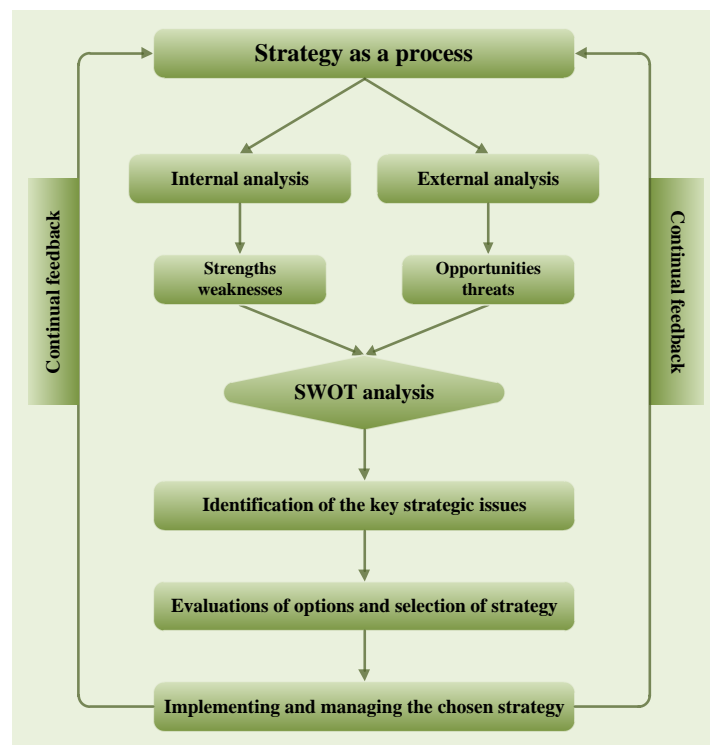 Strategy as a process
Internal analysis
External analysis
Strengths
weaknesses
Opportunities
threats
Continual feedback
Continual feedback
SWOT analysis
Identification of the key strategic issues
Evaluations of options and selection of strategy
Implementing and managing the chosen strategy